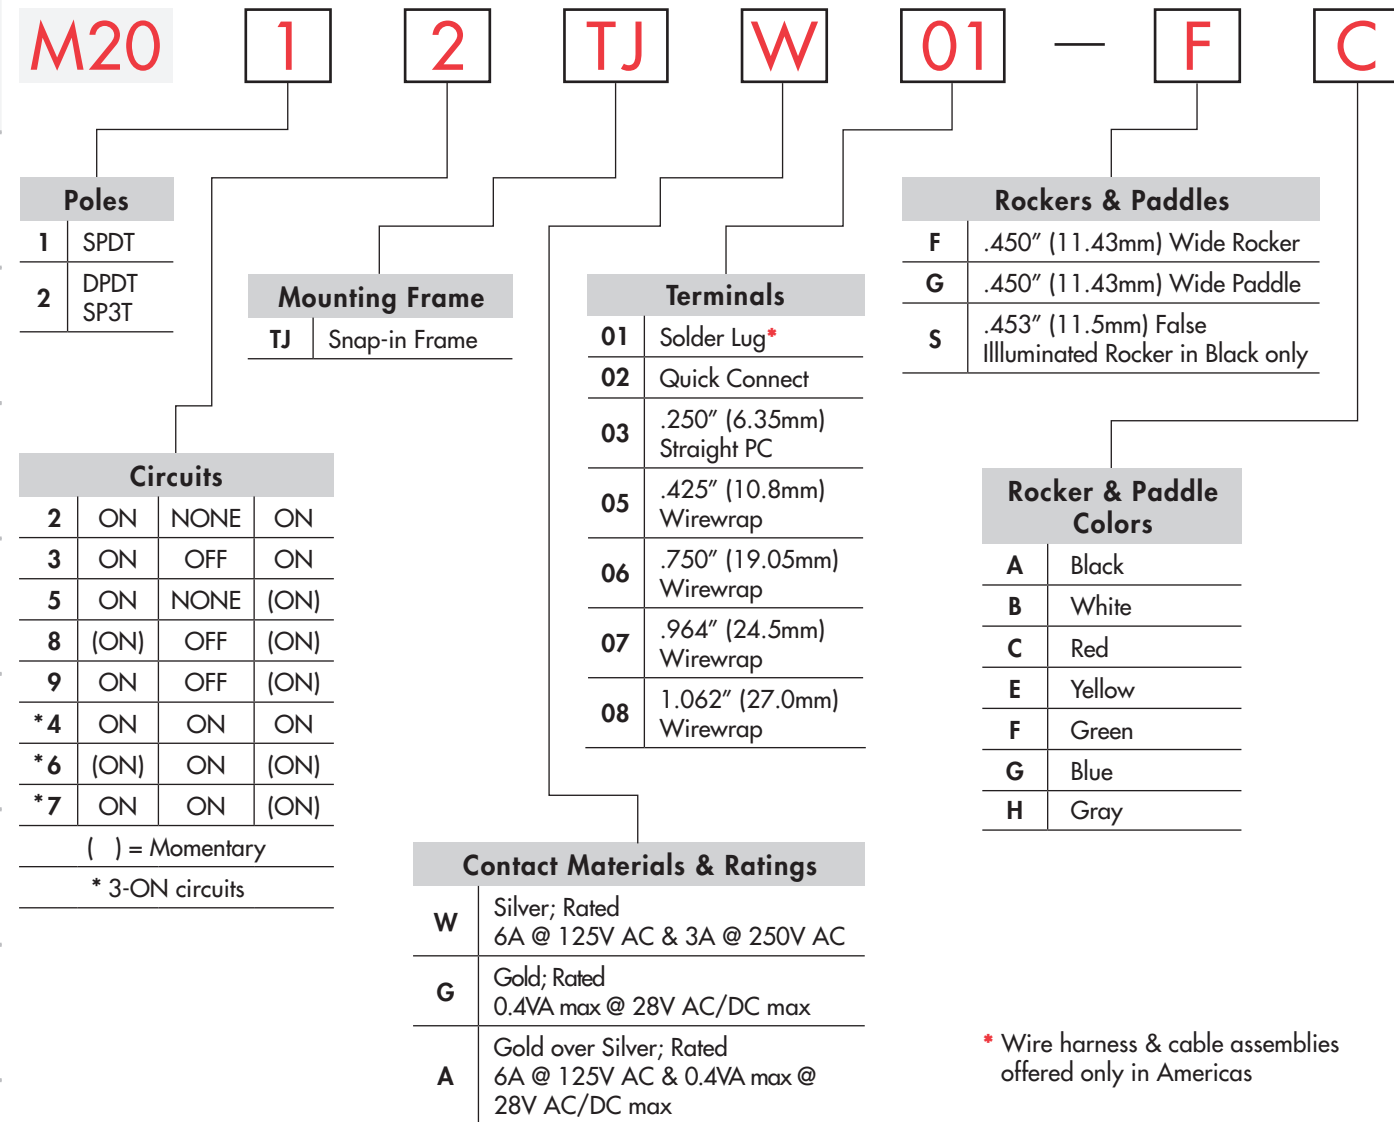 M20 1 2 TJ W 01 — F C
Poles
1 SPDT
2 DPDT
SP3T
Mounting Frame
TJ Snap-in Frame
Terminals
01 Solder Lug*
02 Quick Connect
03 .250" (6.35mm)
Straight PC
05 .425" (10.8mm)
Wirewrap
06 .750" (19.05mm)
Wirewrap
07 .964" (24.5mm)
Wirewrap
08 1.062" (27.0mm)
Wirewrap
Rockers & Paddles
F .450" (11.43mm) Wide Rocker
G .450" (11.43mm) Wide Paddle
S .453" (11.5mm) False
Illluminated Rocker in Black only
Circuits
2 ON NONE ON
3 ON OFF ON
5 ON NONE (ON)
8 (ON) OFF (ON)
9 ON OFF (ON)
*4 ON ON ON
*6 (ON) ON (ON)
*7 ON ON (ON)
( ) = Momentary
* 3-ON circuits
Rocker & Paddle
Colors
A Black
B White
C Red
E Yellow
F Green
G Blue
H Gray
Contact Materials & Ratings
W Silver; Rated
6A @ 125V AC & 3A @ 250V AC
G Gold; Rated
0.4VA max @ 28V AC/DC max
A Gold over Silver; Rated
6A @ 125V AC & 0.4VA max @
28V AC/DC max
* Wire harness & cable assemblies
offered only in Americas